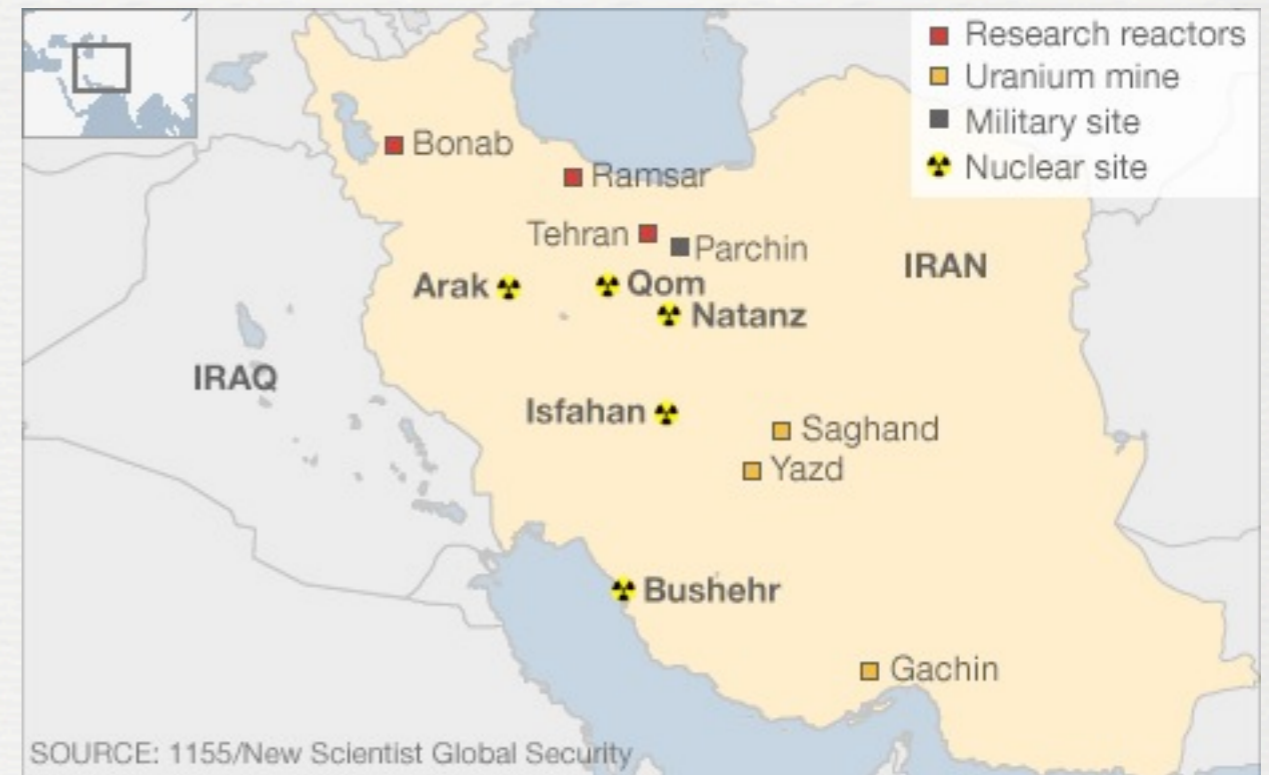 Research reactors
Uranium mine
Military site
Nuclear site
Bonab
Ramsar
Tehran
Parchin
IRAN
Arak
Qom
Natanz
IRAQ
Isfahan
Saghand
Yazd
Bushehr
Gachin
SOURCE: 1155/New Scientist Global Security